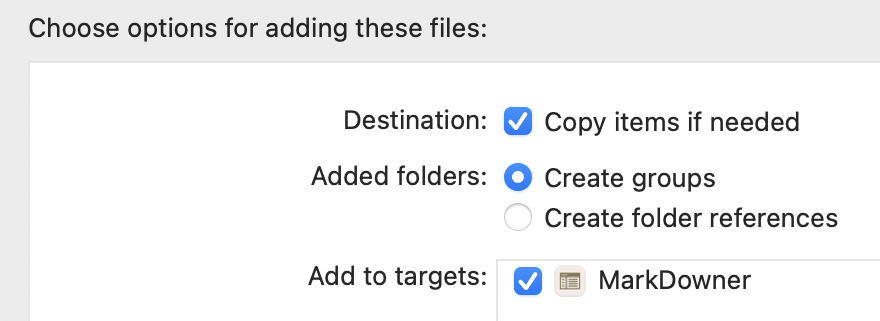 Choose options for adding these files:
Destination: Copy items if needed
Added folders: Create groups
Create folder references
Add to targets: MarkDowner